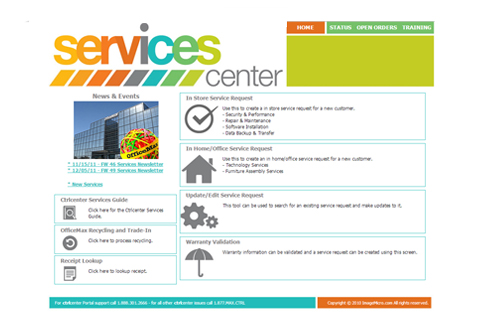 HOME
STATUS OPEN ORDERS TRAINING
services
center
News & Events
OfficeMax
* 11/15/11 - FW 46 Services Newsletter
* 12/05/11 - FW 49 Services Newsletter
* New Services
Ctrlcenter Services Guide
Click here for the Ctrlcenter Services
Guide.
OfficeMax Recycling and Trade-In
Click here to process recycling.
Receipt Lookup
Click here to lookup receipt.
In Store Service Request
Use this to create a in store service request for a new customer.
- Security & Performance
- Repair & Maintenance
- Software Installation
- Data Backup & Transfer
In Home/Office Service Request
Use this to create an in home/office service request for a new customer.
- Technology Services
- Furniture Assembly Services
Update/Edit Service Request
This tool can be used to search for an existing service request and make updates to it.
Warranty Validation
Warranty information can be validated and a service request can be created using this screen.
For ctrlcenter Portal support call 1.888.301.3666 - for all other ctrlcenter issues call 1.877.969.CTRL
Copyright © 2010 ImageMicro.com All rights reserved.